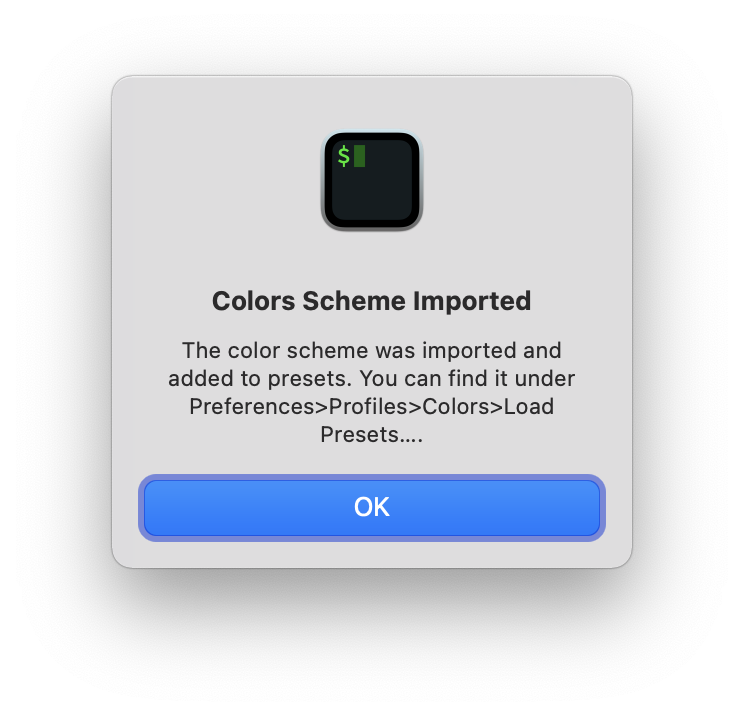 $
Colors Scheme Imported
The color scheme was imported and
added to presets. You can find it under
Preferences>Profiles>Colors>Load
Presets....
OK